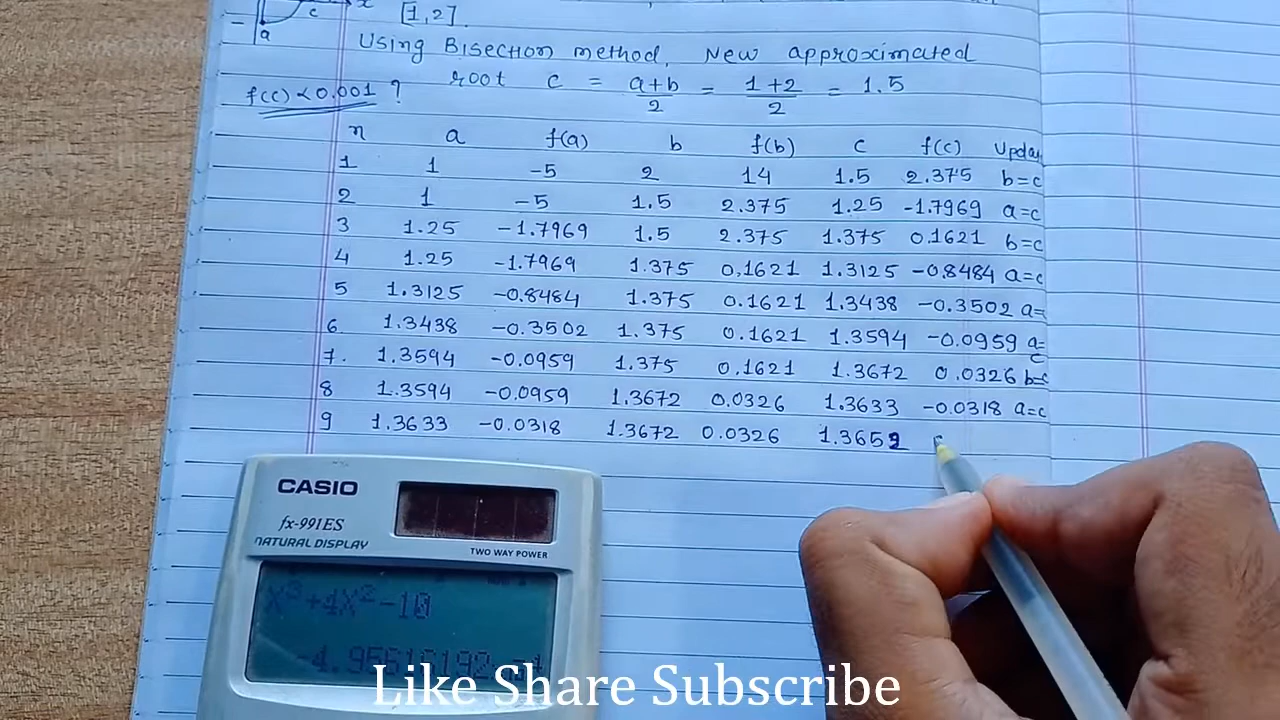 x [1,2].
c
a
Using Bisection method, New approximated
root c = a+b/2 = 1+2/2 = 1.5
f(c) < 0.001 ?
n a f(a) b f(b) c f(c) Updat
1 1 -5 2 14 1.5 2.375 b=c
2 1 -5 1.5 2.375 1.25 -1.7969 a=c
3 1.25 -1.7969 1.5 2.375 1.375 0.1621 b=c
4 1.25 -1.7969 1.375 0.1621 1.3125 -0.8484 a=c
5 1.3125 -0.8484 1.375 0.1621 1.3438 -0.3502 a=
6 1.3438 -0.3502 1.375 0.1621 1.3594 -0.0959 a=c
7. 1.3594 -0.0959 1.375 0.1621 1.3672 0.0326 b=c
8 1.3594 -0.0959 1.3672 0.0326 1.3633 -0.0318 a=c
9 1.3633 -0.0318 1.3672 0.0326 1.3652
CASIO
fx-991ES
NATURAL DISPLAY
TWO WAY POWER
X³+4X²-10
Like Share Subscribe